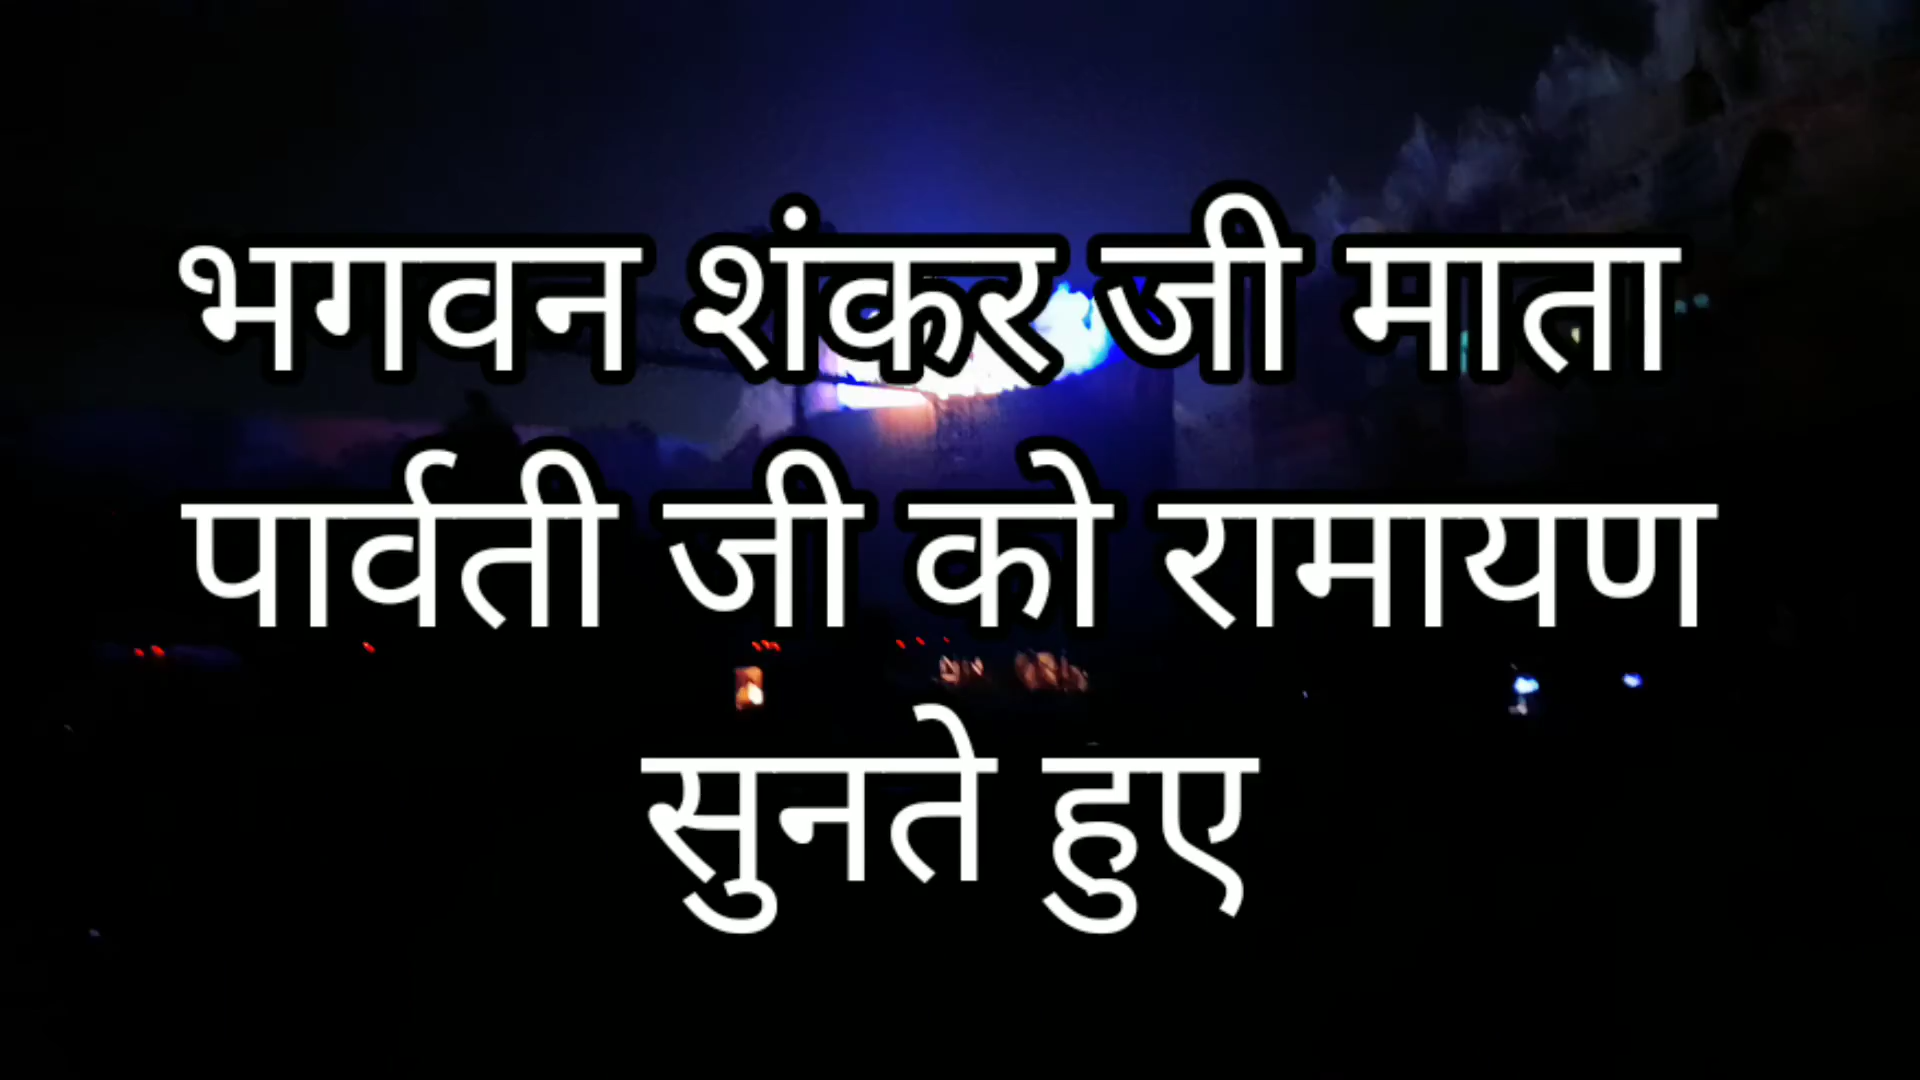 भगवन शंकर जी माता
पार्वती जी को रामायण
सुनते हुए